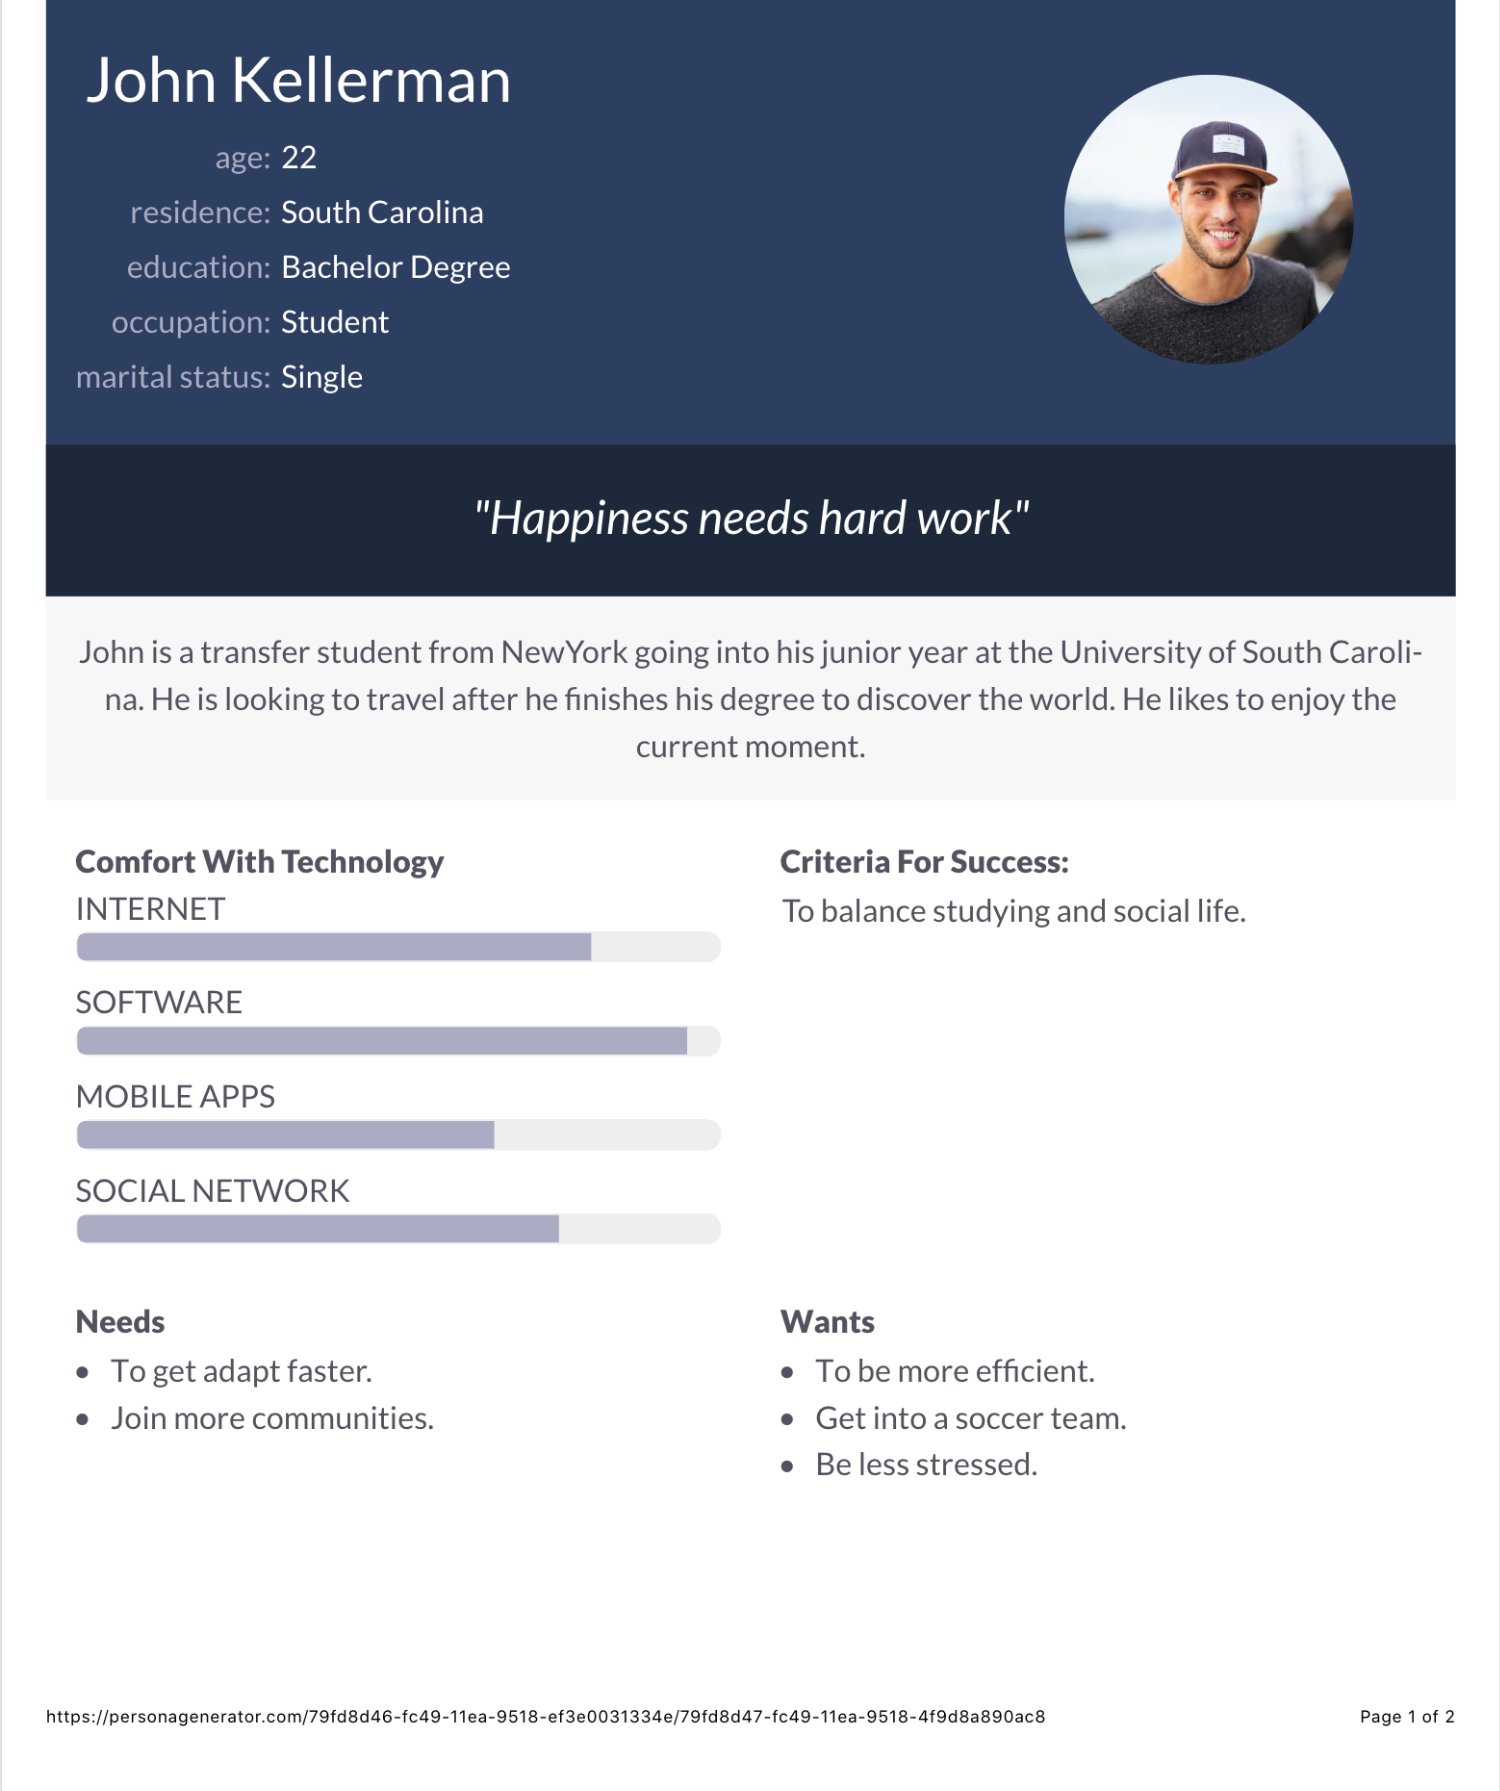 John Kellerman
age: 22
residence: South Carolina
education: Bachelor Degree
occupation: Student
marital status: Single
"Happiness needs hard work"
John is a transfer student from NewYork going into his junior year at the University of South Caroli-
na. He is looking to travel after he finishes his degree to discover the world. He likes to enjoy the
current moment.
Comfort With Technology
INTERNET
SOFTWARE
MOBILE APPS
SOCIAL NETWORK
Criteria For Success:
To balance studying and social life.
Needs
• To get adapt faster.
• Join more communities.
Wants
• To be more efficient.
• Get into a soccer team.
• Be less stressed.
https://personagenerator.com/79fd8d46-fc49-11ea-9518-ef3e0031334e/79fd8d47-fc49-11ea-9518-4f9d8a890ac8
Page 1 of 2